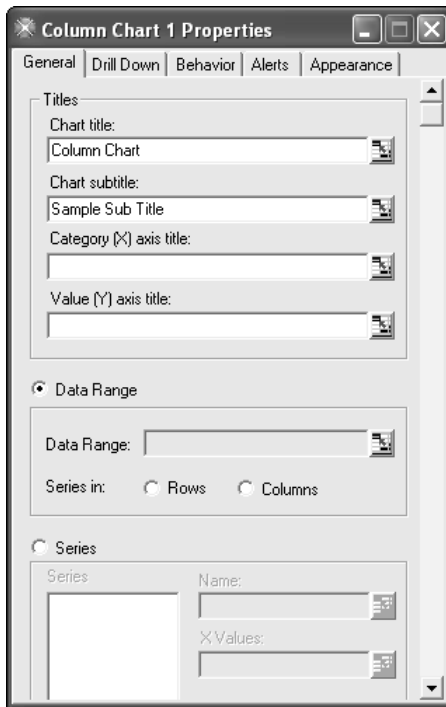 Column Chart 1 Properties
General Drill Down Behavior Alerts Appearance
Titles
Chart title:
Column Chart
Chart subtitle:
Sample Sub Title
Category (X) axis title:
Value (Y) axis title:
Data Range
Data Range:
Series in: Rows Columns
Series
Series
Name:
X Values: